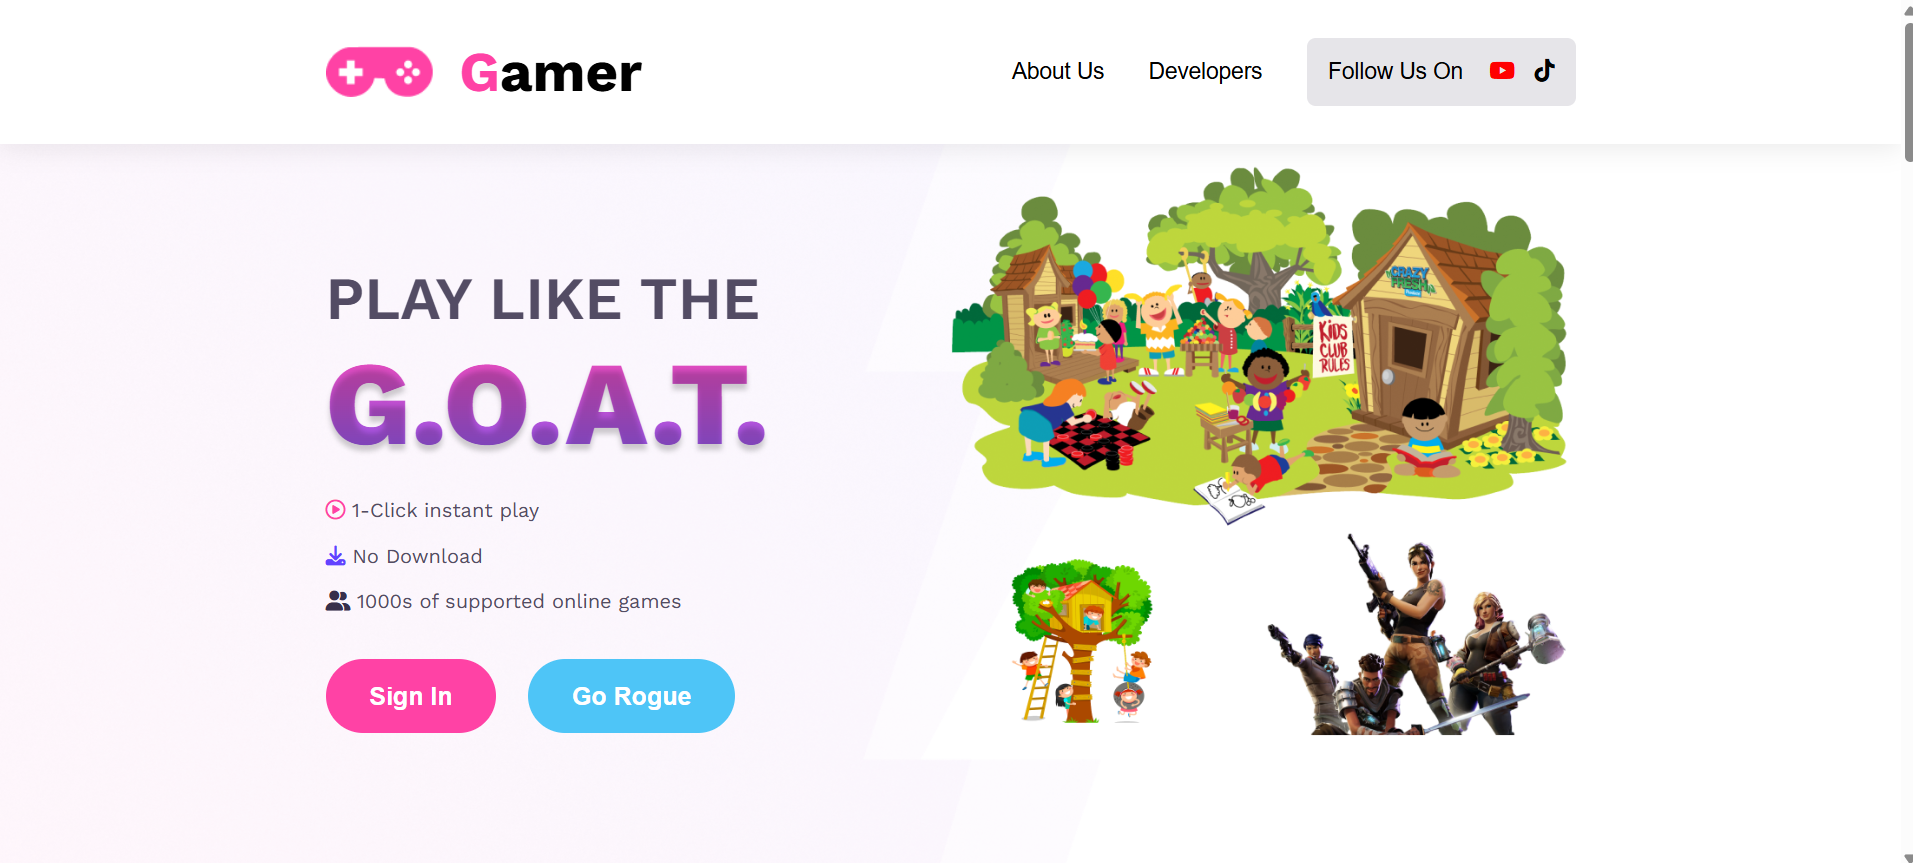 Gamer
About Us
Developers
Follow Us On
PLAY LIKE THE
G.O.A.T.
1-Click instant play
No Download
1000s of supported online games
Sign In
Go Rogue
CRAZY
FRESH
KiDS
CLUB
RULES